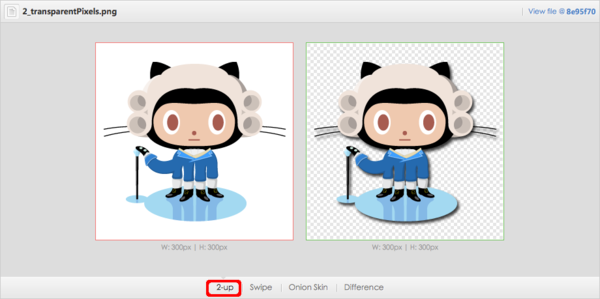 2_transparentPixels.png
View file @ 8e95f70
W: 300px | H: 300px
W: 300px | H: 300px
2-up Swipe Onion Skin Difference